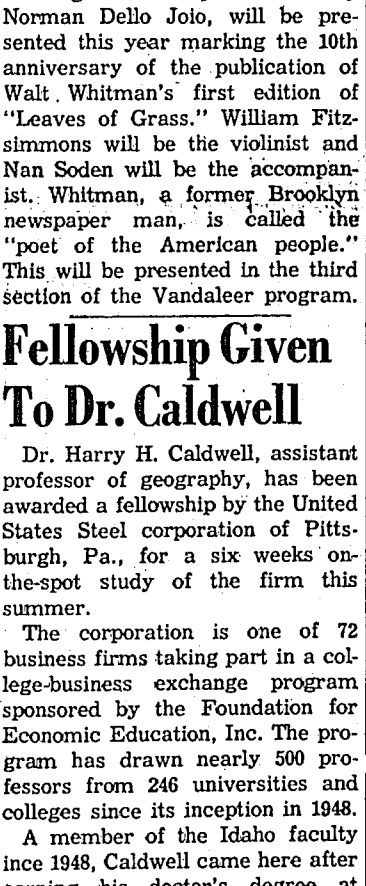 Norman Dello Joio, will be pre-
sented this year marking the 10th
anniversary of the publication of
Walt Whitman's first edition of
"Leaves of Grass." William Fitz-
simmons will be the violinist and
Nan Soden will be the accompan-
ist. Whitman, a former Brooklyn
newspaper man, is called the
"poet of the American people."
This will be presented in the third
section of the Vandaleer program.
Fellowship Given
To Dr. Caldwell
Dr. Harry H. Caldwell, assistant
professor of geography, has been
awarded a fellowship by the United
States Steel corporation of Pitts-
burgh, Pa., for a six weeks on-
the-spot study of the firm this
summer.
The corporation is one of 72
business firms taking part in a col-
lege-business exchange program
sponsored by the Foundation for
Economic Education, Inc. The pro-
gram has drawn nearly 500 pro-
fessors from 246 universities and
colleges since its inception in 1948.
A member of the Idaho faculty
ince 1948, Caldwell came here after
his doctor's degree at